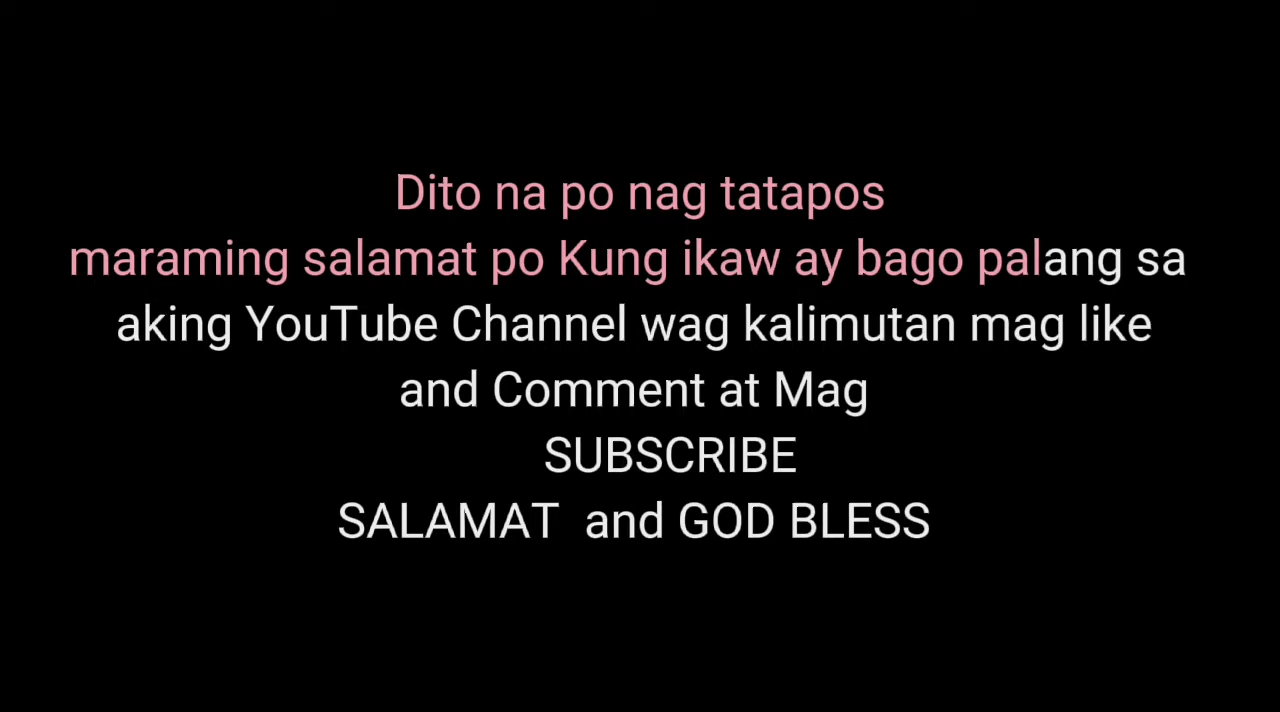 Dito na po nag tatapos
maraming salamat po Kung ikaw ay bago palang sa
aking YouTube Channel wag kalimutan mag like
and Comment at Mag
SUBSCRIBE
SALAMAT  and GOD BLESS